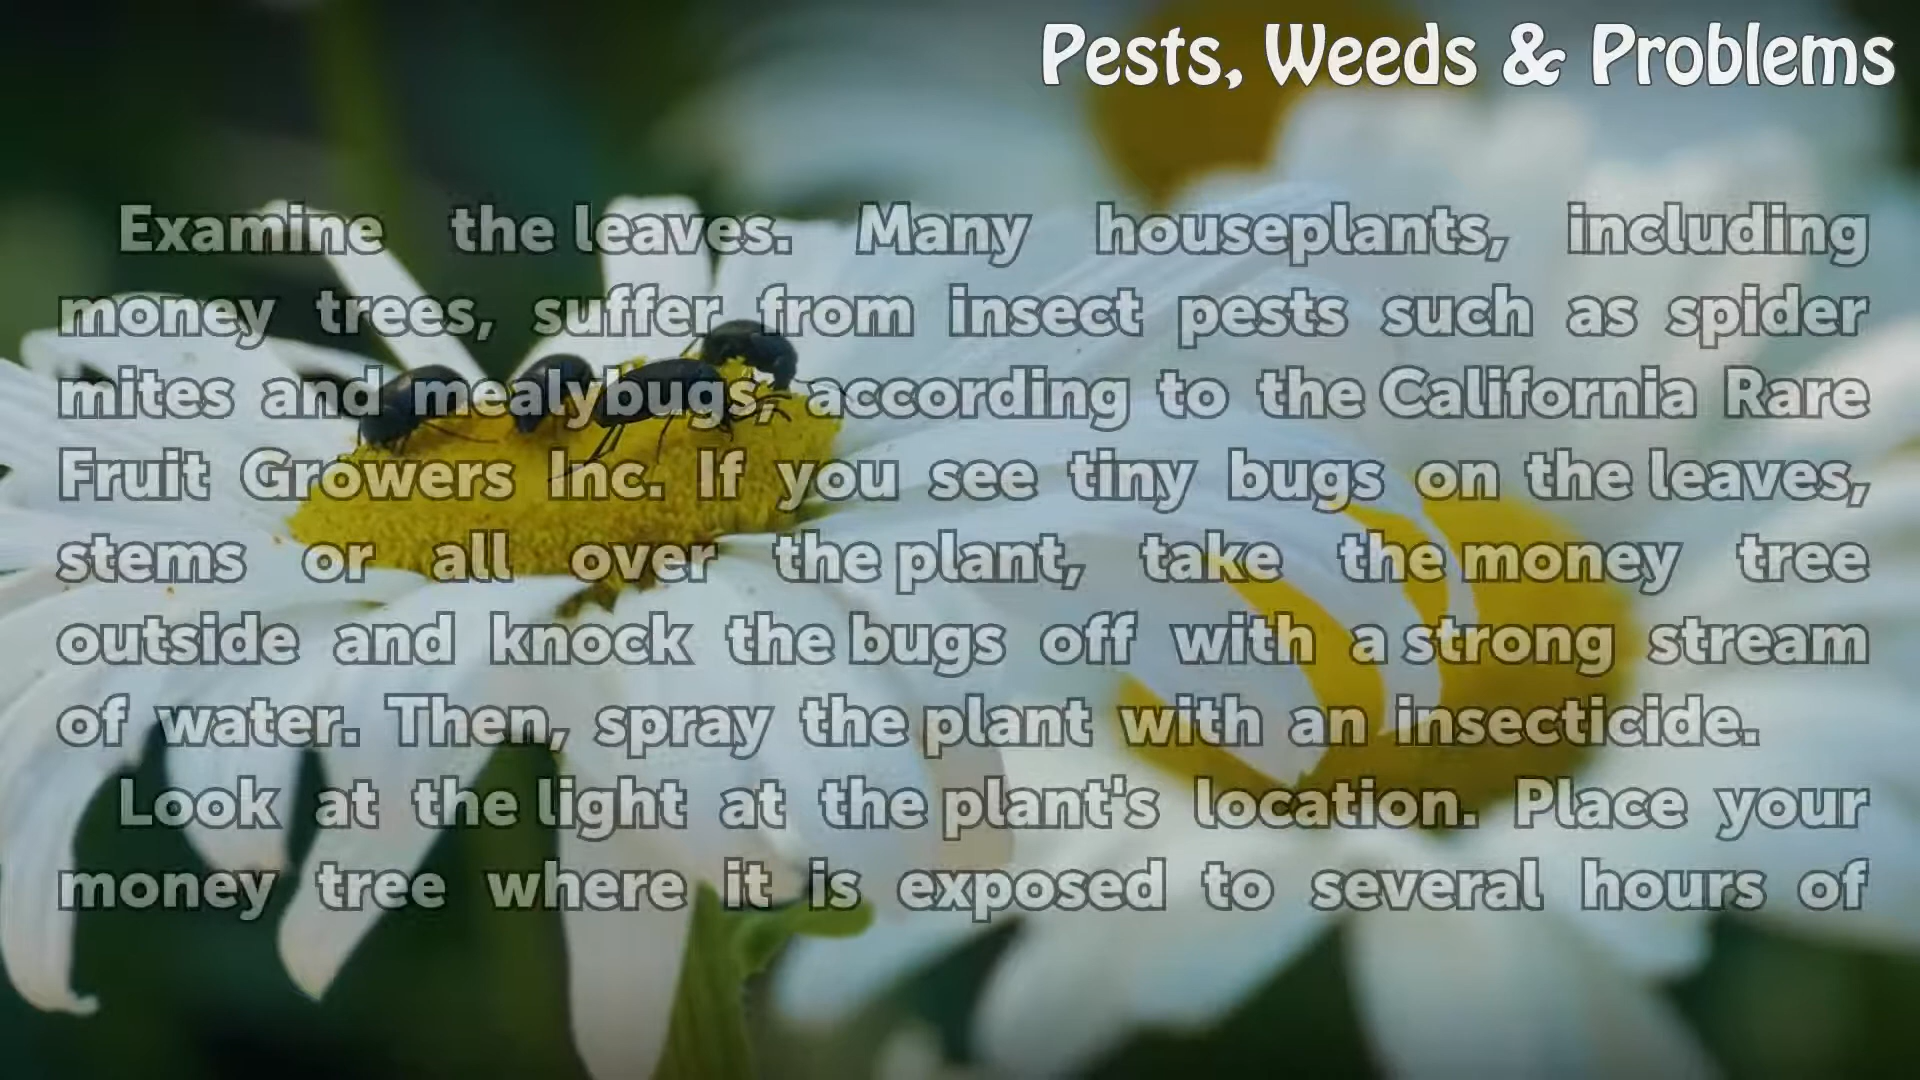 Pests, Weeds & Problems
Examine the leaves. Many houseplants, including
money trees, suffer from insect pests such as spider
mites and mealybugs, according to the California Rare
Fruit Growers Inc. If you see tiny bugs on the leaves,
stems or all over the plant, take the money tree
outside and knock the bugs off with a strong stream
of water. Then, spray the plant with an insecticide.
Look at the light at the plant's location. Place your
money tree where it is exposed to several hours of